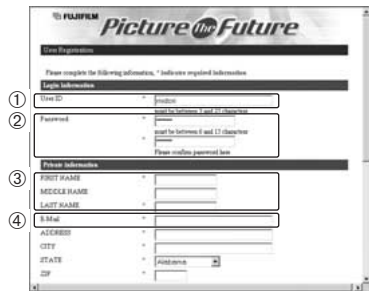 FUJIFILM
Picture The Future
User Registration
Please complete the following information, * indicates required information.
Login information
① User ID *
must be between 3 and 25 characters
② Password *
must be between 6 and 15 characters
*
Please confirm password here
Private information
③ FIRST NAME *
MIDDLE NAME
LAST NAME *
④ E-Mail *
ADDRESS *
CITY *
STATE * Alabama
ZIP *